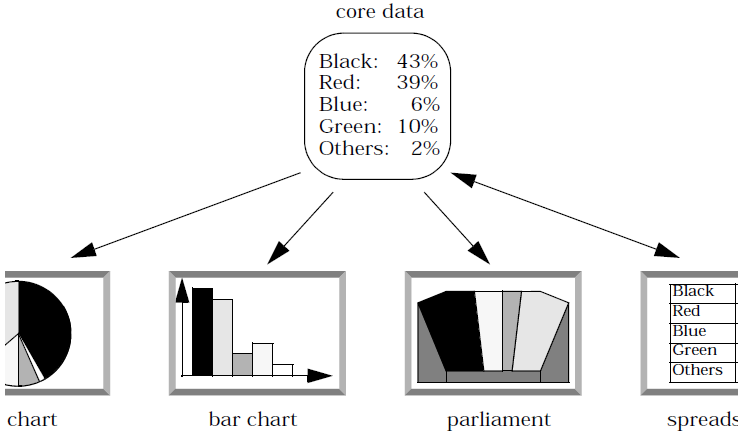 core data
Black: 43%
Red: 39%
Blue: 6%
Green: 10%
Others: 2%
Black
Red
Blue
Green
Others
chart
bar chart
parliament
spreads